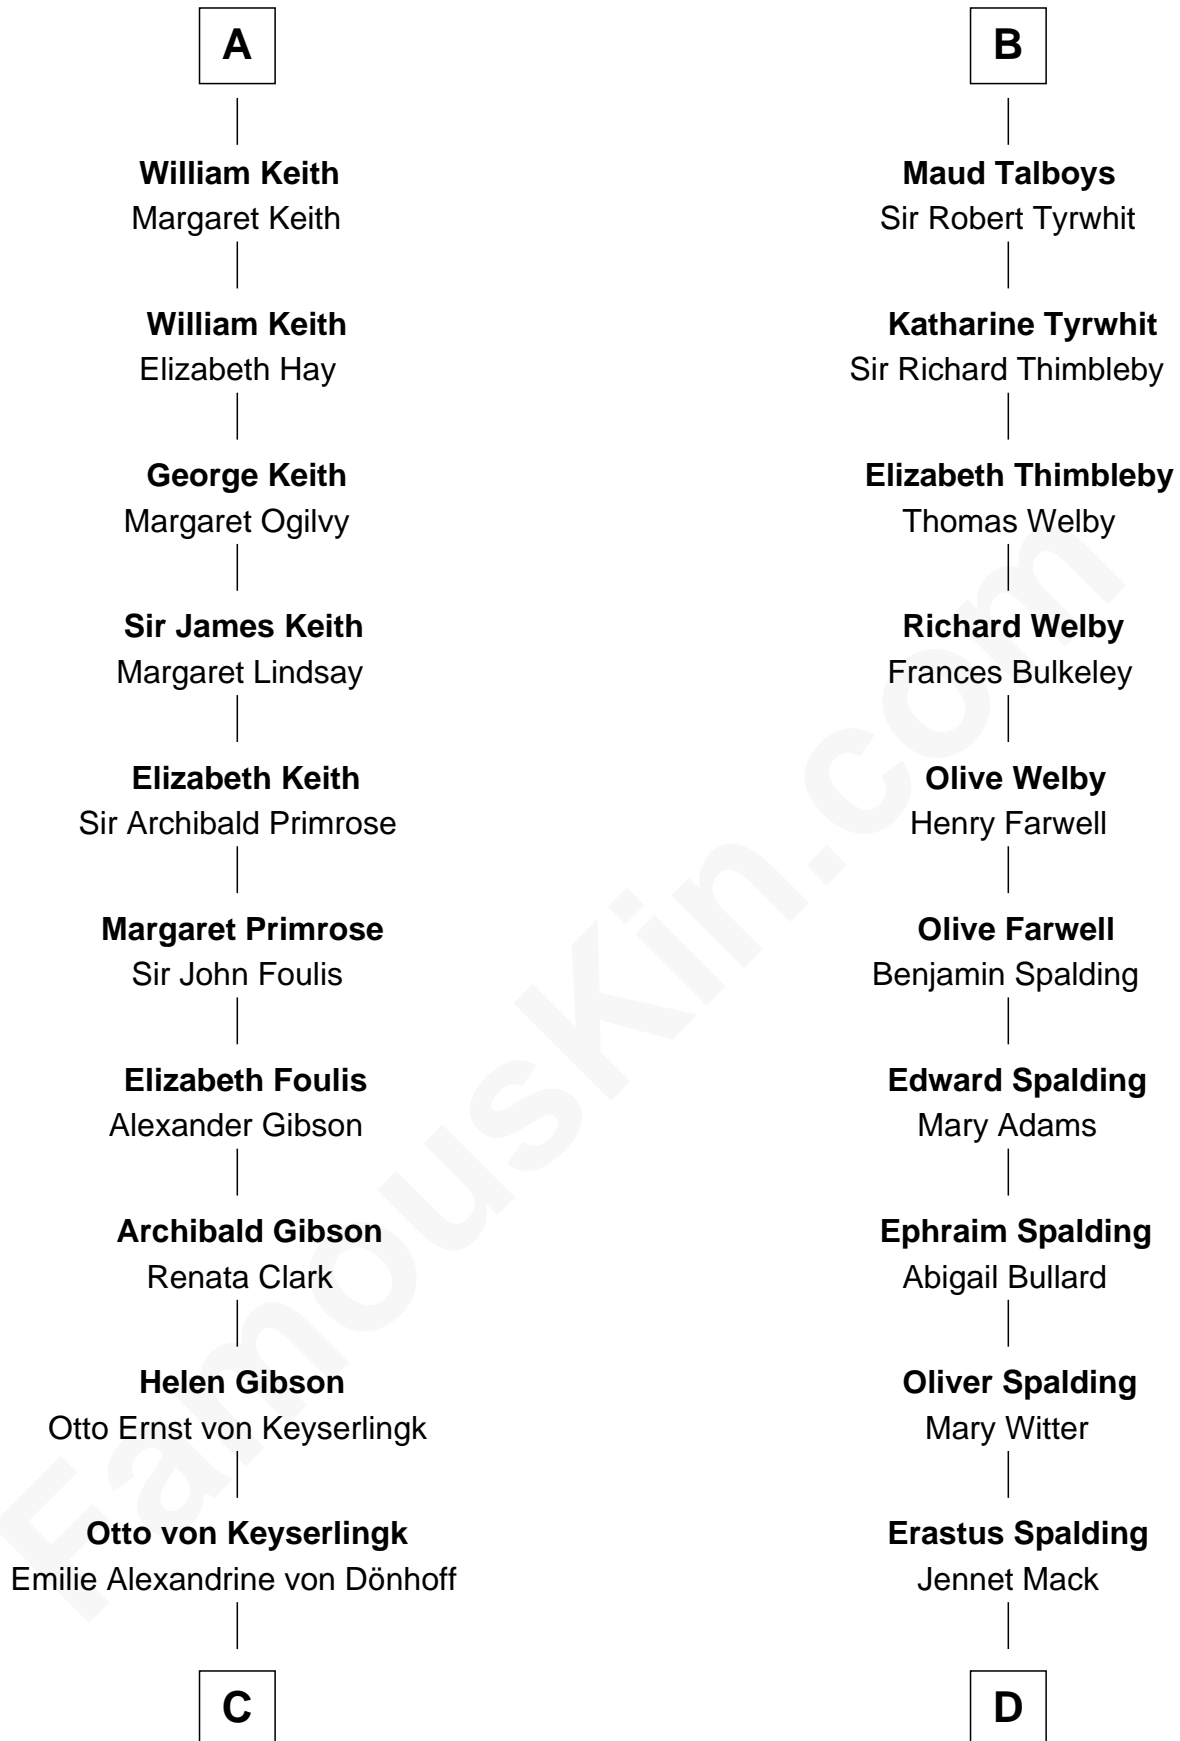 A
William Keith
Margaret Keith
William Keith
Elizabeth Hay
George Keith
Margaret Ogilvy
Sir James Keith
Margaret Lindsay
Elizabeth Keith
Sir Archibald Primrose
Margaret Primrose
Sir John Foulis
Elizabeth Foulis
Alexander Gibson
Archibald Gibson
Renata Clark
Helen Gibson
Otto Ernst von Keyserlingk
Otto von Keyserlingk
Emilie Alexandrine von Dönhoff
C
B
Maud Talboys
Sir Robert Tyrwhit
Katharine Tyrwhit
Sir Richard Thimbleby
Elizabeth Thimbleby
Thomas Welby
Richard Welby
Frances Bulkeley
Olive Welby
Henry Farwell
Olive Farwell
Benjamin Spalding
Edward Spalding
Mary Adams
Ephraim Spalding
Abigail Bullard
Oliver Spalding
Mary Witter
Erastus Spalding
Jennet Mack
D
FamousKin.com